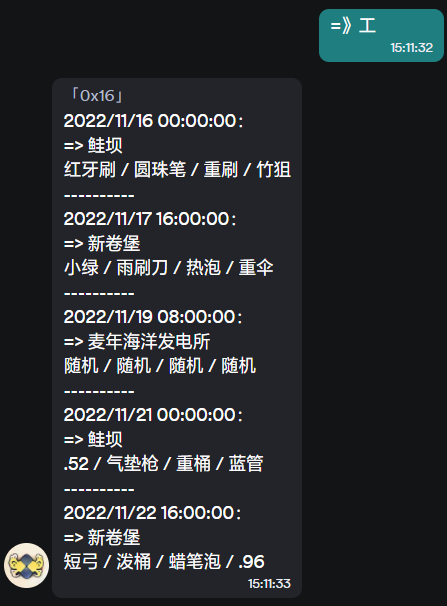 =》工
15:11:32
「0x16」
2022/11/16 00:00:00：
=> 鲑坝
红牙刷 / 圆珠笔 / 重刷 / 竹狙
----------
2022/11/17 16:00:00：
=> 新卷堡
小绿 / 雨刷刀 / 热泡 / 重伞
----------
2022/11/19 08:00:00：
=> 麦年海洋发电所
随机 / 随机 / 随机 / 随机
----------
2022/11/21 00:00:00：
=> 鲑坝
.52 / 气垫枪 / 重桶 / 蓝管
----------
2022/11/22 16:00:00：
=> 新卷堡
短弓 / 泼桶 / 蜡笔泡 / .96
15:11:33